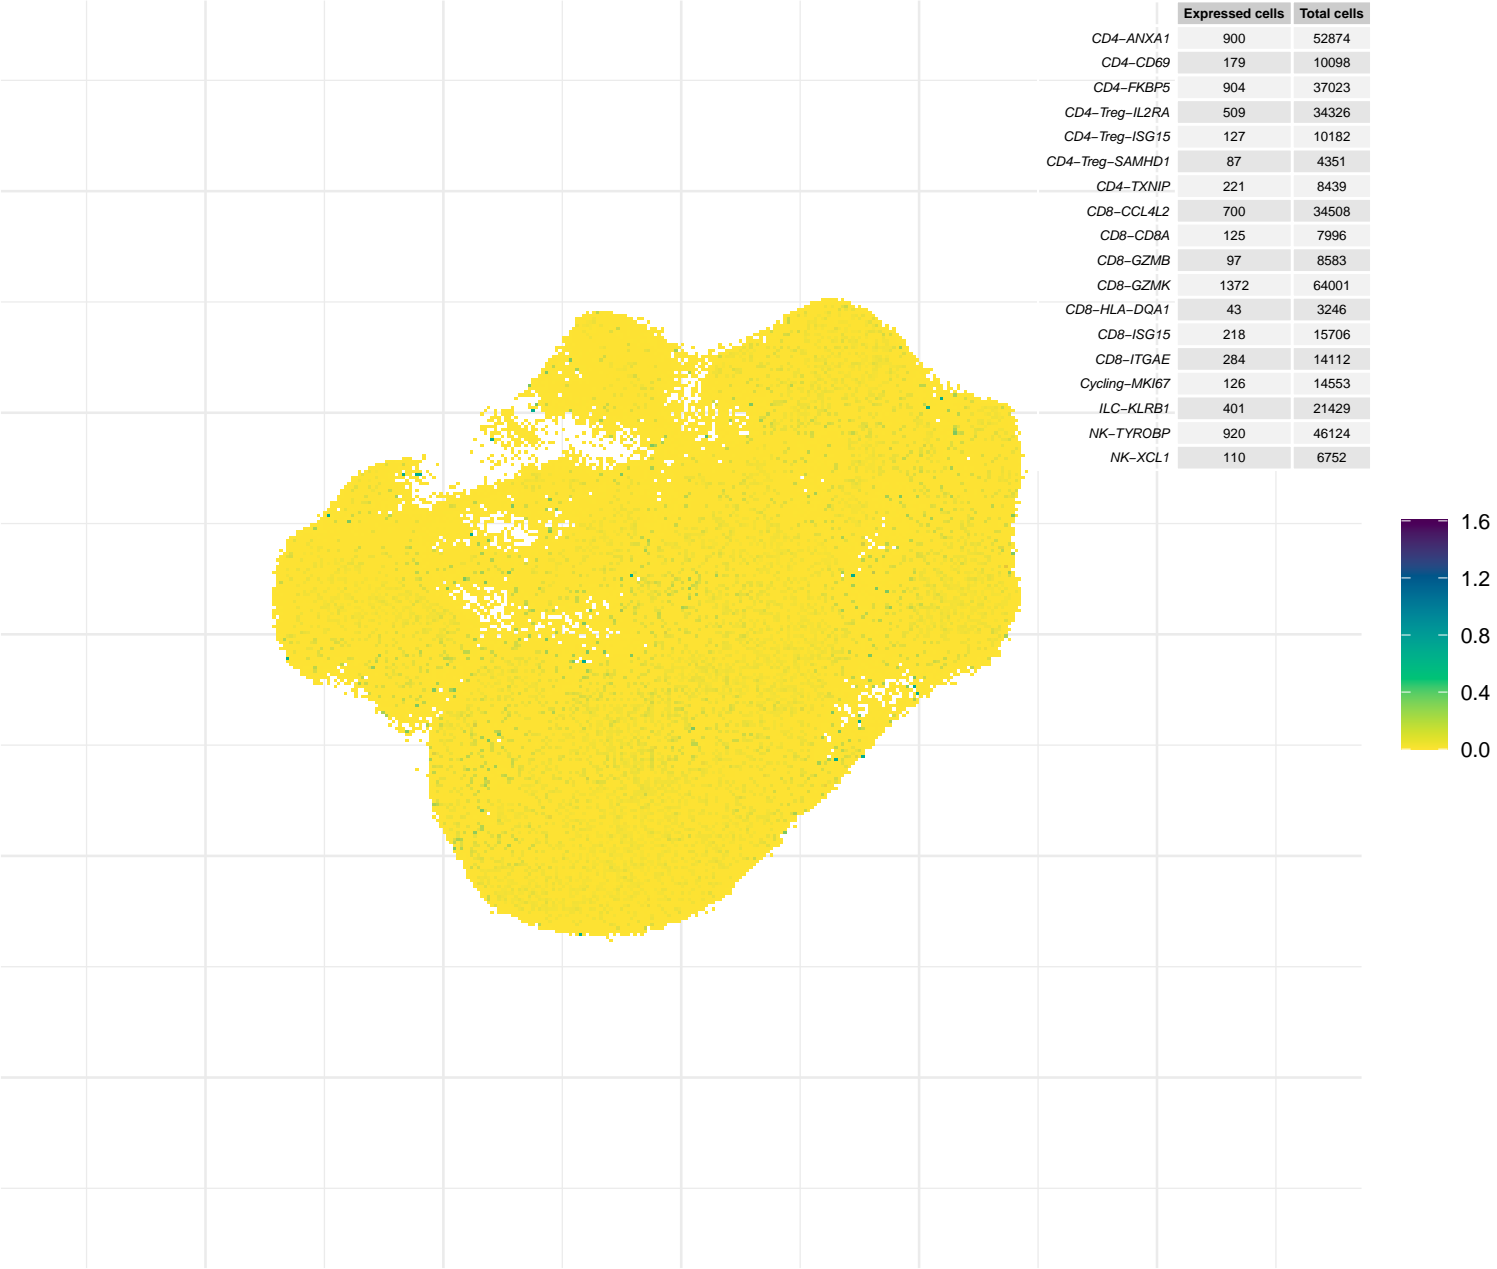 Expressed cells Total cells
CD4−ANXA1 900 52874
CD4−CD69 179 10098
CD4−FKBP5 904 37023
CD4−Treg−IL2RA 509 34326
CD4−Treg−ISG15 127 10182
CD4−Treg−SAMHD1 87 4351
CD4−TXNIP 221 8439
CD8−CCL4L2 700 34508
CD8−CD8A 125 7996
CD8−GZMB 97 8583
CD8−GZMK 1372 64001
CD8−HLA−DQA1 43 3246
CD8−ISG15 218 15706
CD8−ITGAE 284 14112
Cycling−MKI67 126 14553
ILC−KLRB1 401 21429
NK−TYROBP 920 46124
NK−XCL1 110 6752
1.6
1.2
0.8
0.4
0.0